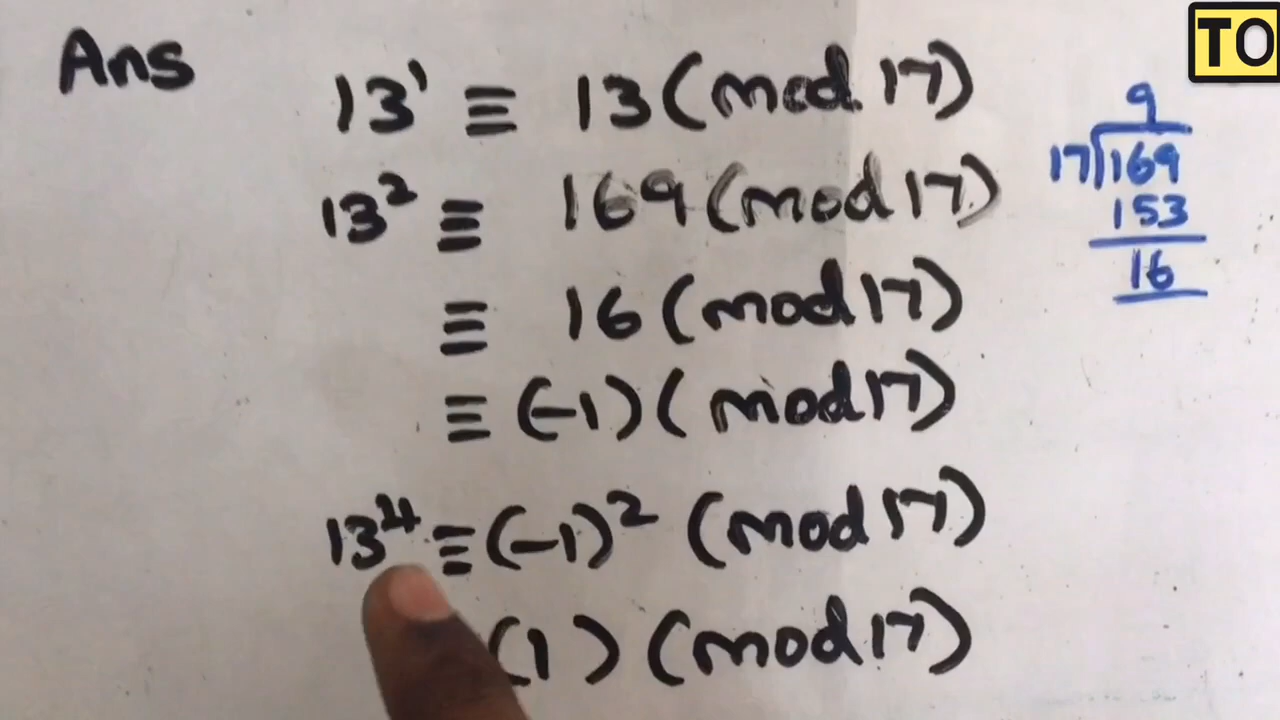 TO
Ans
13¹ ≡ 13 (mod 17)
13² ≡ 169 (mod 17)
≡ 16 (mod 17)
≡ (-1) (mod 17)
13⁴ ≡ (-1)² (mod 17)
(1) (mod 17)
9
17)169
153
16